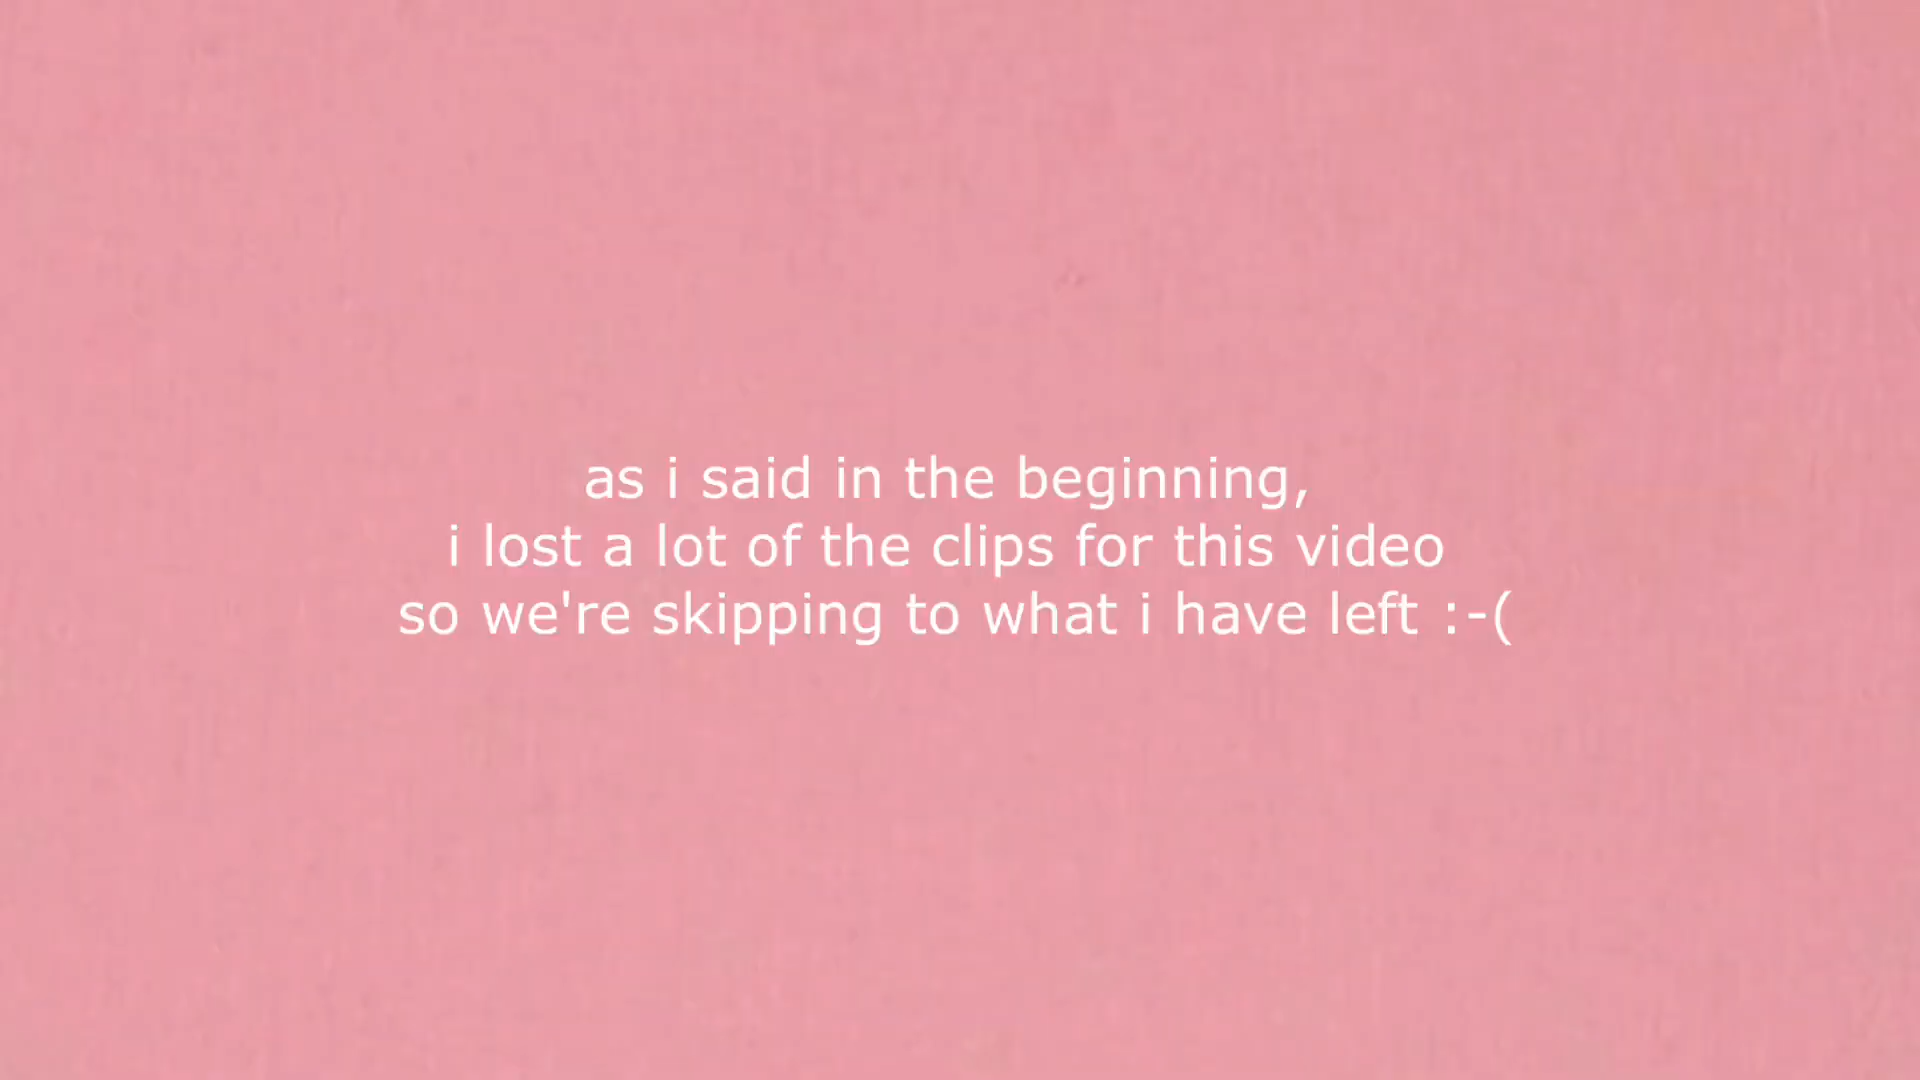 as i said in the beginning,
i lost a lot of the clips for this video
so we're skipping to what i have left :-(